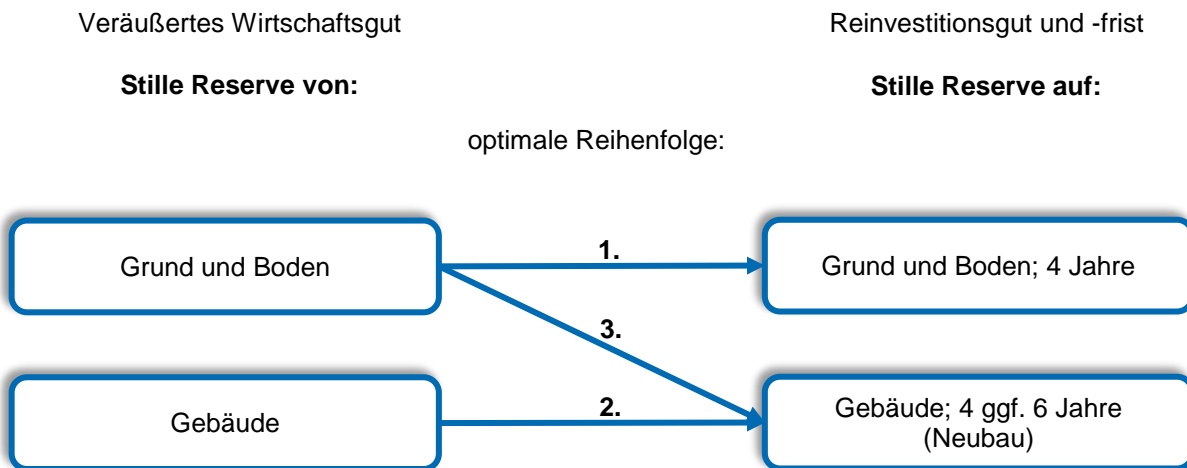 Veräußertes Wirtschaftsgut
Reinvestitionsgut und -frist
Stille Reserve von:
Stille Reserve auf:
optimale Reihenfolge:
Grund und Boden
1.
Grund und Boden; 4 Jahre
3.
Gebäude
2.
Gebäude; 4 ggf. 6 Jahre
(Neubau)